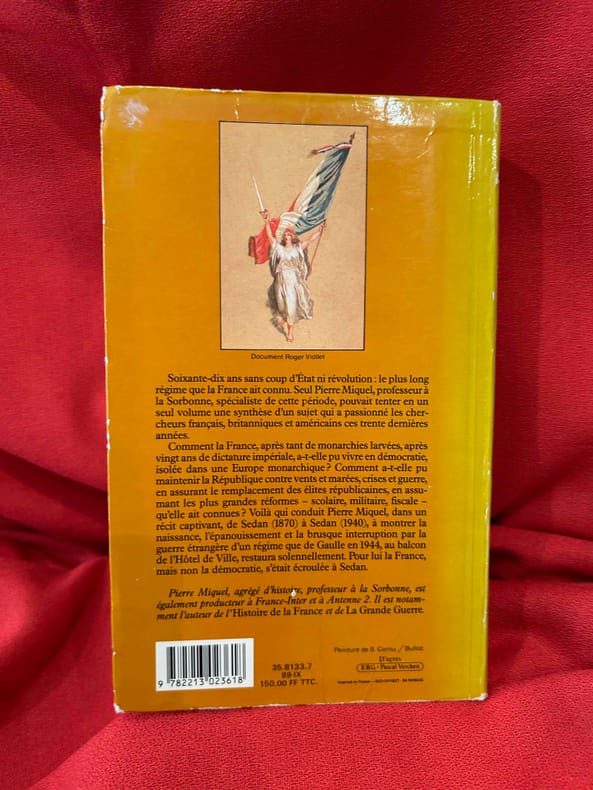 Document Roger Viollet
Soixante-dix ans sans coup d'État ni révolution : le plus long
régime que la France ait connu. Seul Pierre Miquel, professeur à
la Sorbonne, spécialiste de cette période, pouvait tenter en un
seul volume une synthèse d'un sujet qui a passionné les cher-
cheurs français, britanniques et américains ces trente dernières
années.
Comment la France, après tant de monarchies larvées, après
vingt ans de dictature impériale, a-t-elle pu vivre en démocratie,
isolée dans une Europe monarchique ? Comment a-t-elle pu
maintenir la République contre vents et marées, crises et guerre,
en assurant le remplacement des élites républicaines, en assu-
mant les plus grandes réformes – scolaire, militaire, fiscale –
qu'elle ait connues ? Voilà qui conduit Pierre Miquel, dans un
récit captivant, de Sedan (1870) à Sedan (1940), à montrer la
naissance, l'épanouissement et la brusque interruption par la
guerre étrangère d'un régime que de Gaulle en 1944, au balcon
de l'Hôtel de Ville, restaura solennellement. Pour lui la France,
mais non la démocratie, s'était écroulée à Sedan.
Pierre Miquel, agrégé d'histoire, professeur à la Sorbonne, est
également producteur à France-Inter et à Antenne 2. Il est notam-
ment l'auteur de l'Histoire de la France et de La Grande Guerre.
Peinture de S. Cornu / Bulloz
D'après
ERG - Pascal Vercken
35.8133.7
89-IX
150,00 FF TTC.
9 782213 023618